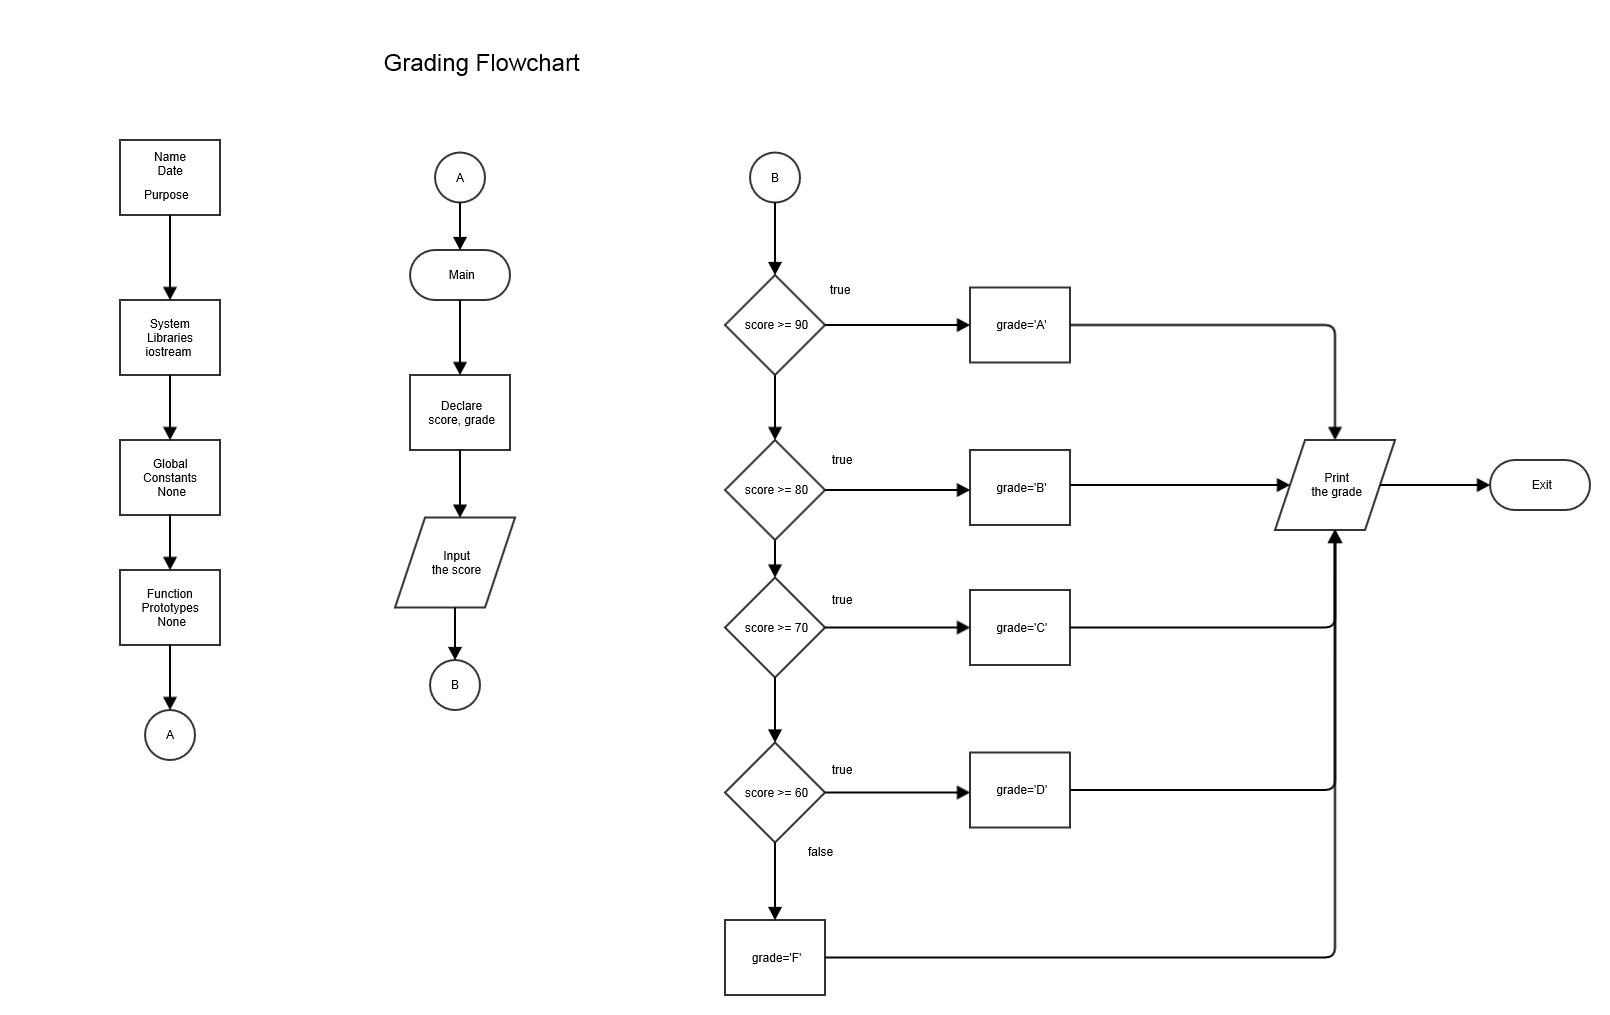 Grading Flowchart
Name
Date
Purpose
System
Libraries
iostream
Global
Constants
None
Function
Prototypes
None
A
A
Main
Declare
score, grade
Input
the score
B
B
score >= 90
true
grade='A'
score >= 80
true
grade='B'
score >= 70
true
grade='C'
score >= 60
true
grade='D'
false
grade='F'
Print
the grade
Exit